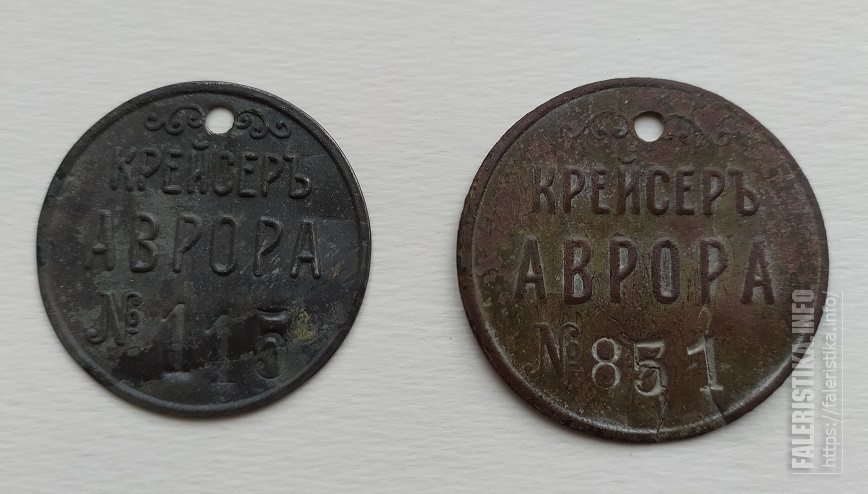 КРЕЙСЕРЪ
АВРОРА
№ 115
КРЕЙСЕРЪ
АВРОРА
№ 851
FALERISTIKA·INFO
https://faleristika.info/